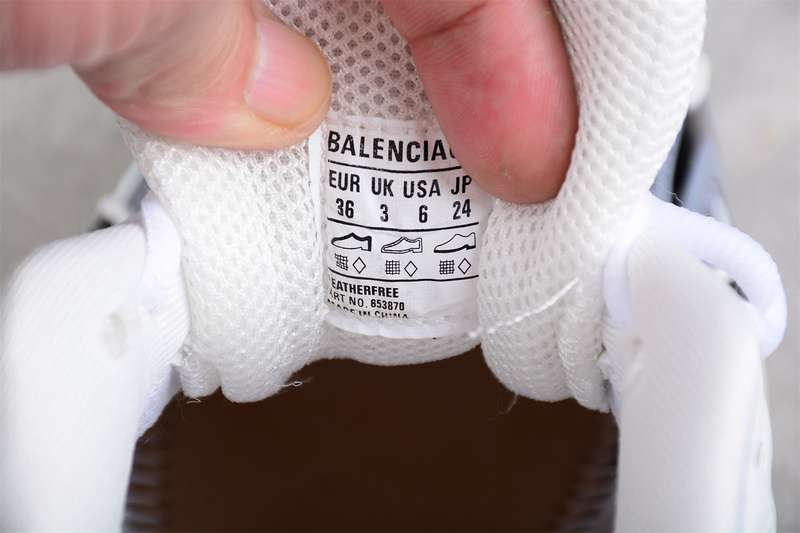 BALENCIAG
EUR UK USA JP
36 3 6 24
EATHERFREE
ART NO. 653870
MADE IN CHINA